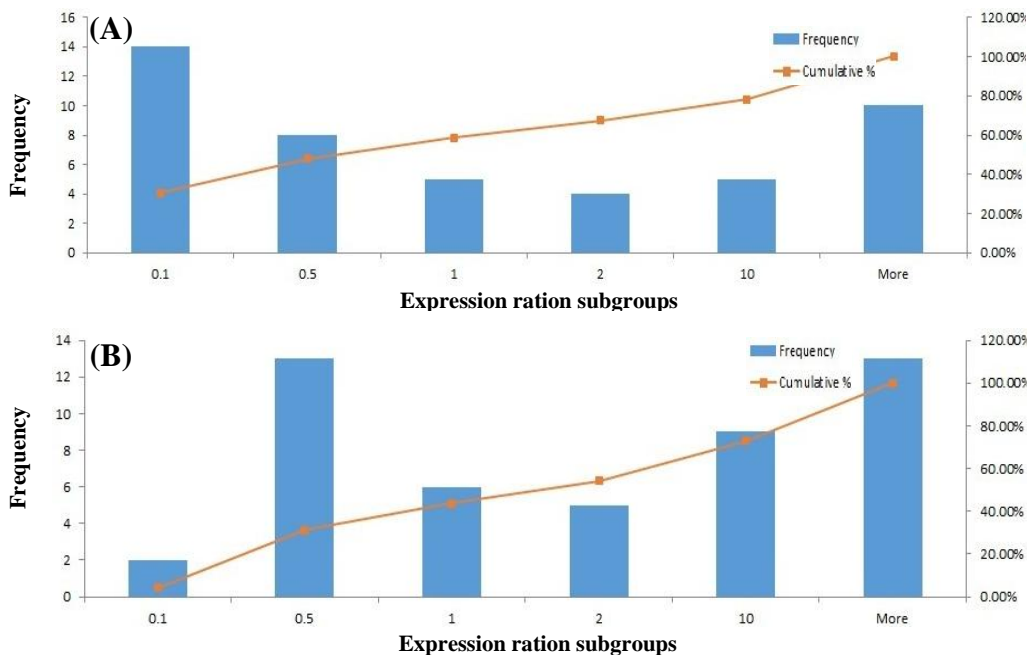 (A)
Frequency
16
14
12
10
8
6
4
2
0
120.00%
100.00%
80.00%
60.00%
40.00%
20.00%
0.00%
Frequency
Cumulative %
0.1 0.5 1 2 10 More
Expression ration subgroups
(B)
Frequency
14
12
10
8
6
4
2
0
120.00%
100.00%
80.00%
60.00%
40.00%
20.00%
0.00%
Frequency
Cumulative %
0.1 0.5 1 2 10 More
Expression ration subgroups